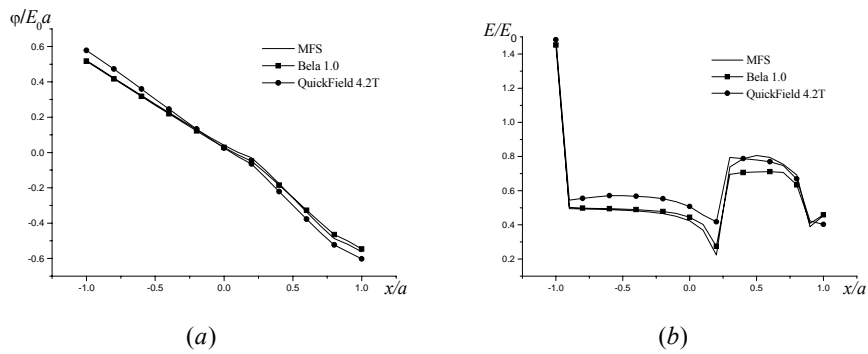 φ/E₀a
0.6
0.4
0.2
0.0
-0.2
-0.4
-0.6
-1.0 -0.5 0.0 0.5 1.0
x/a
MFS
Bela 1.0
QuickField 4.2T
(a)
E/E₀
1.4
1.2
1.0
0.8
0.6
0.4
0.2
-1.0 -0.5 0.0 0.5 1.0
x/a
MFS
Bela 1.0
QuickField 4.2T
(b)